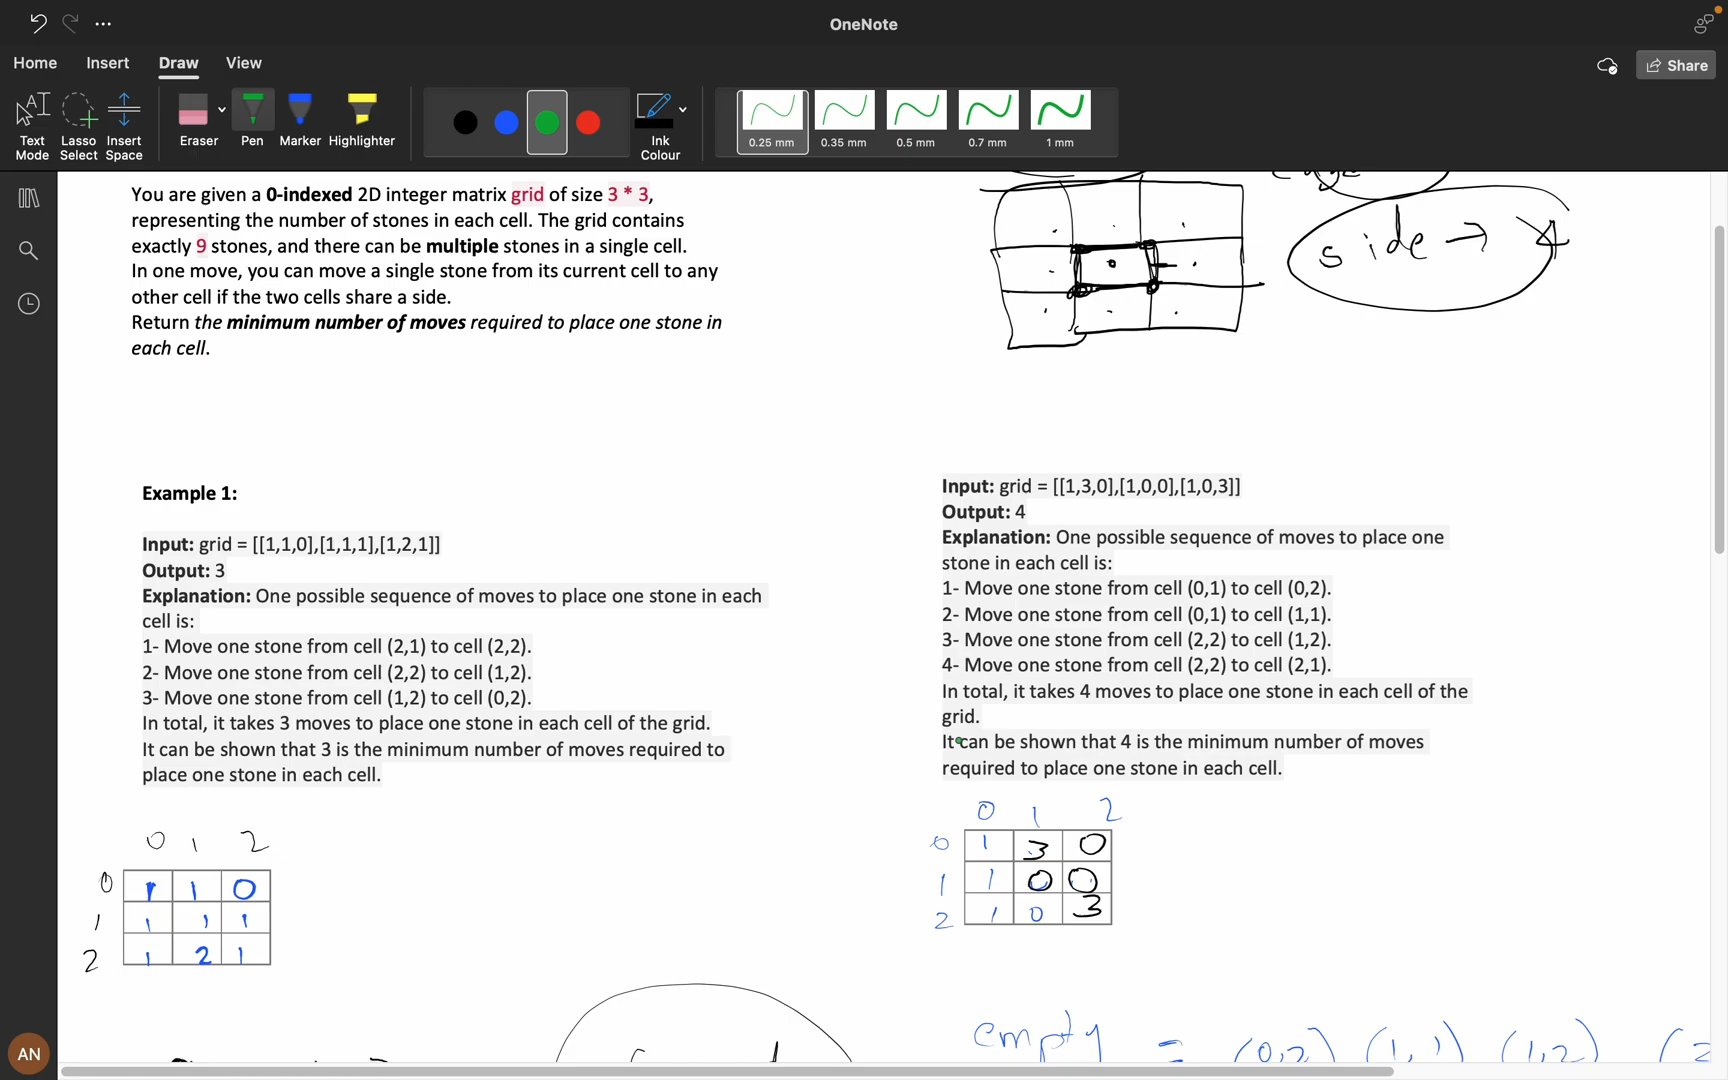 OneNote
Home Insert Draw View
Share
Text Mode
Lasso Select
Insert Space
Eraser
Pen
Marker
Highlighter
Ink Colour
0.25 mm
0.35 mm
0.5 mm
0.7 mm
1 mm
You are given a 0-indexed 2D integer matrix grid of size 3 * 3,
representing the number of stones in each cell. The grid contains
exactly 9 stones, and there can be multiple stones in a single cell.
In one move, you can move a single stone from its current cell to any
other cell if the two cells share a side.
Return the minimum number of moves required to place one stone in
each cell.
side → 4
Example 1:
Input: grid = [[1,1,0],[1,1,1],[1,2,1]]
Output: 3
Explanation: One possible sequence of moves to place one stone in each
cell is:
1- Move one stone from cell (2,1) to cell (2,2).
2- Move one stone from cell (2,2) to cell (1,2).
3- Move one stone from cell (1,2) to cell (0,2).
In total, it takes 3 moves to place one stone in each cell of the grid.
It can be shown that 3 is the minimum number of moves required to
place one stone in each cell.
0 1 2
0 1 1 0
1 1 1 1
2 1 2 1
Input: grid = [[1,3,0],[1,0,0],[1,0,3]]
Output: 4
Explanation: One possible sequence of moves to place one
stone in each cell is:
1- Move one stone from cell (0,1) to cell (0,2).
2- Move one stone from cell (0,1) to cell (1,1).
3- Move one stone from cell (2,2) to cell (1,2).
4- Move one stone from cell (2,2) to cell (2,1).
In total, it takes 4 moves to place one stone in each cell of the
grid.
It can be shown that 4 is the minimum number of moves
required to place one stone in each cell.
0 1 2
0 1 3 0
1 1 0 0
2 1 0 3
empty = (0,2) (1,1) (1,2) (2
AN